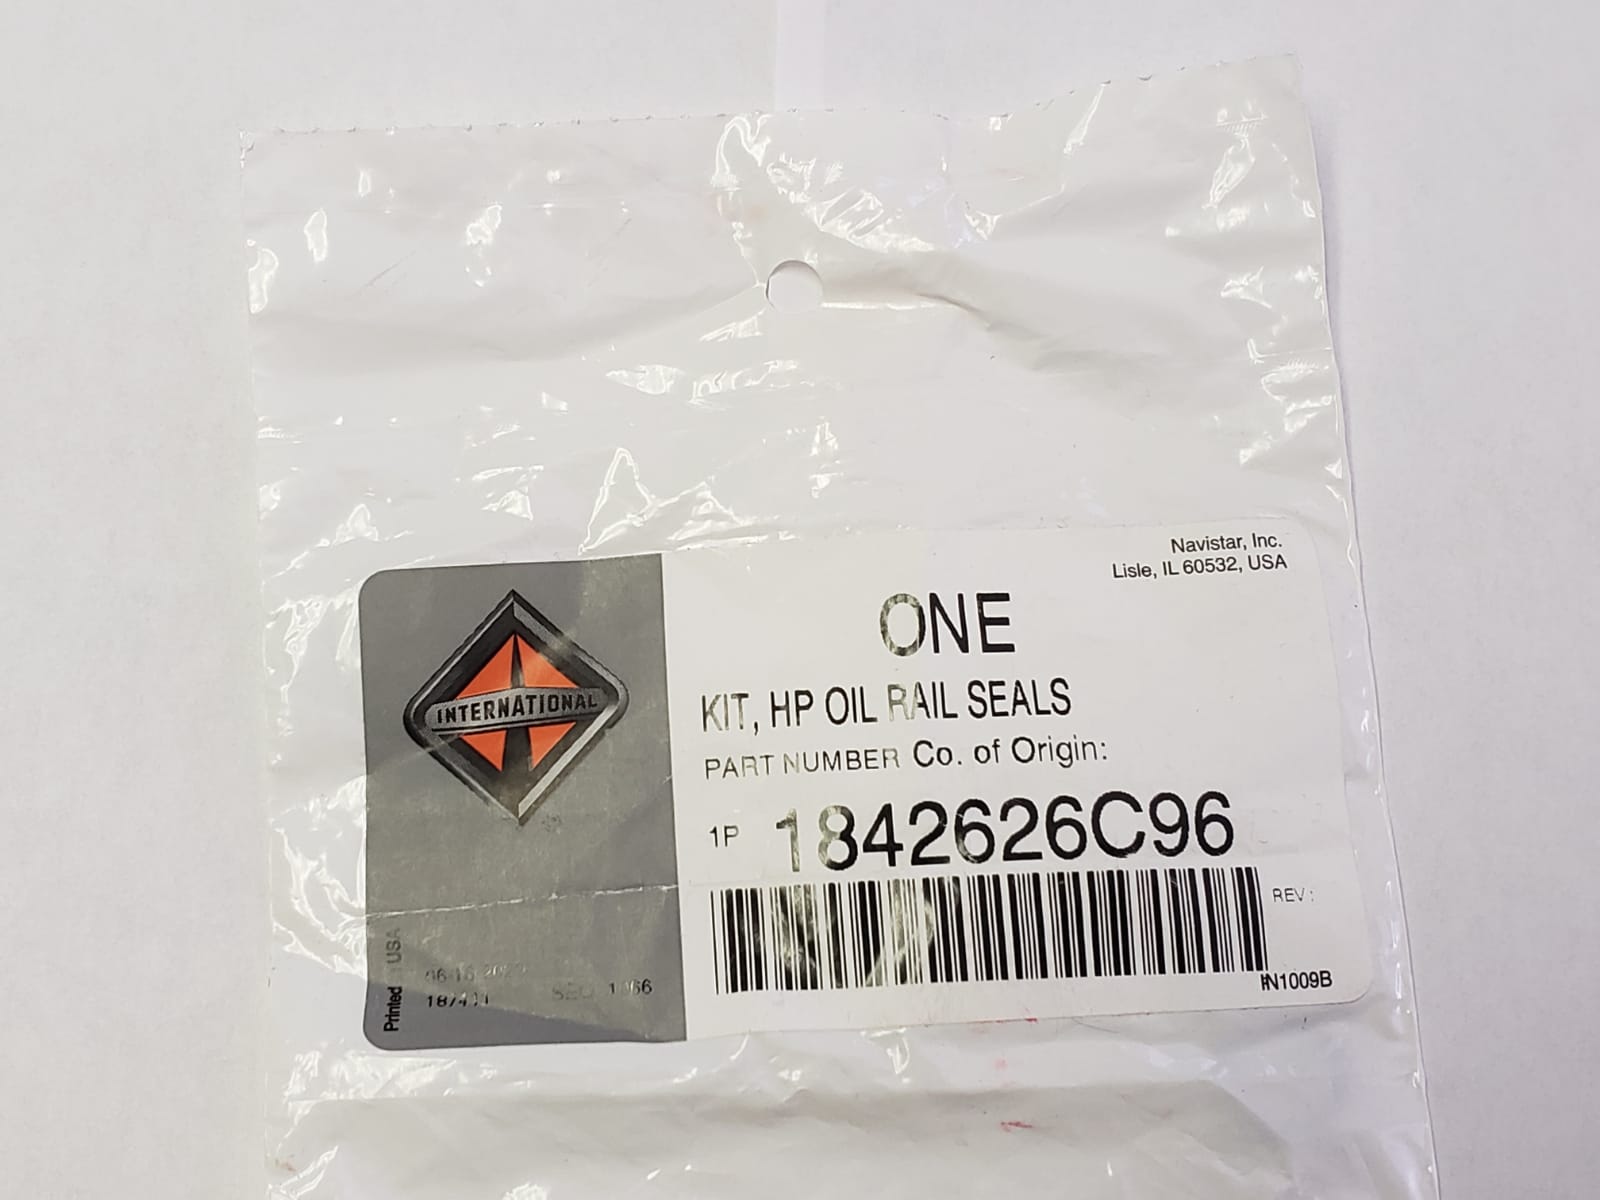 Navistar, Inc.
Lisle, IL 60532, USA
ONE
INTERNATIONAL
KIT, HP OIL RAIL SEALS
PART NUMBER Co. of Origin:
1P 1842626C96
REV:
Printed USA
IN1009B